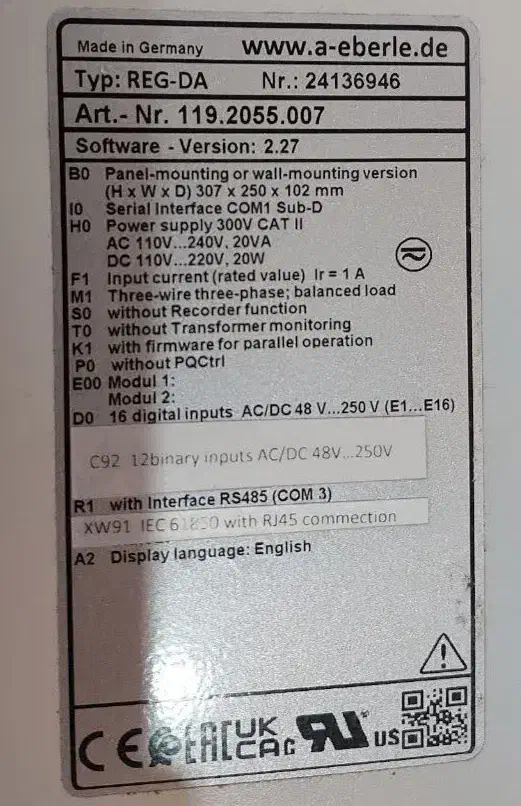 Made in Germany www.a-eberle.de
Typ: REG-DA Nr.: 24136946
Art.- Nr. 119.2055.007
Software - Version: 2.27
B0 Panel-mounting or wall-mounting version
(H x W x D) 307 x 250 x 102 mm
I0 Serial Interface COM1 Sub-D
H0 Power supply 300V CAT II
AC 110V...240V, 20VA
DC 110V...220V, 20W
F1 Input current (rated value) Ir = 1 A
M1 Three-wire three-phase; balanced load
S0 without Recorder function
T0 without Transformer monitoring
K1 with firmware for parallel operation
P0 without PQCtrl
E00 Modul 1:
Modul 2:
D0 16 digital inputs AC/DC 48 V...250 V (E1...E16)
C92 12binary inputs AC/DC 48V...250V
R1 with Interface RS485 (COM 3)
XW91 IEC 61850 with RJ45 commection
A2 Display language: English
CE EAC UK CA c RU US